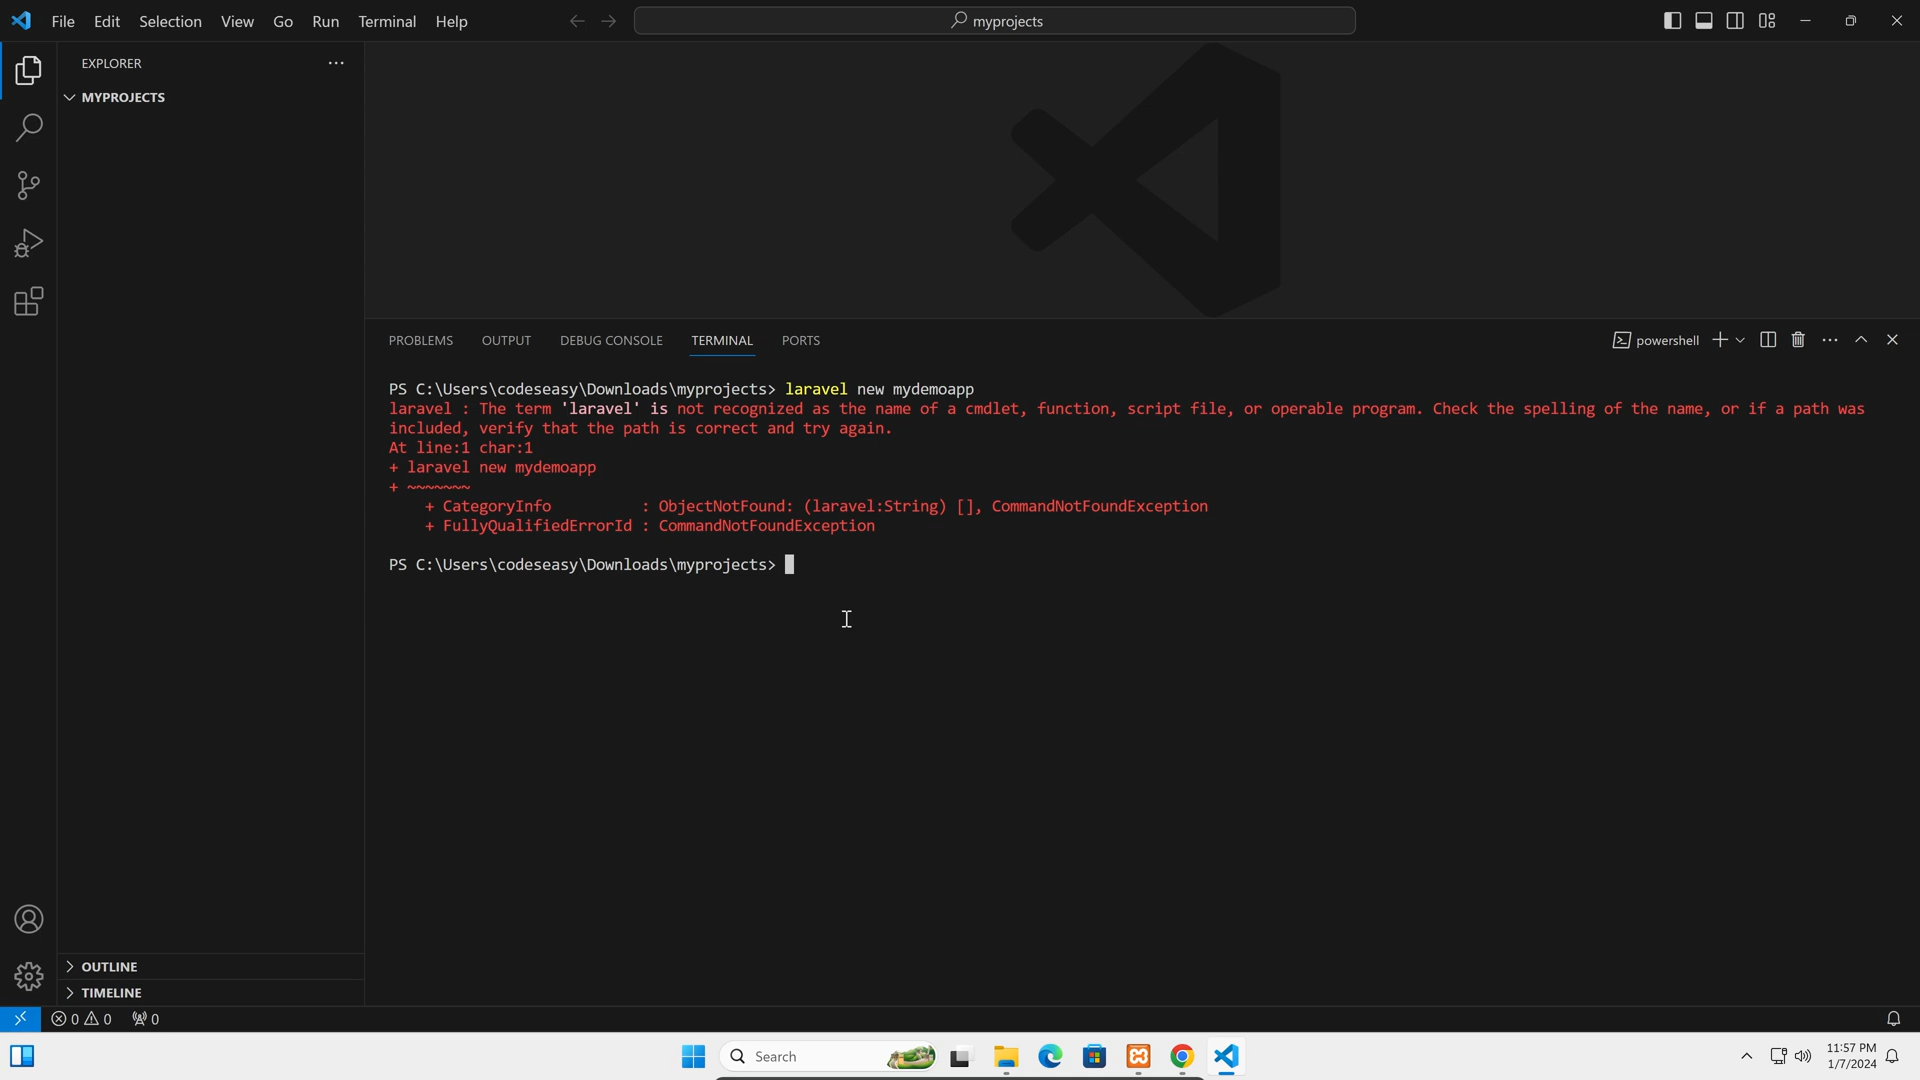 File Edit Selection View Go Run Terminal Help
myprojects
EXPLORER
MYPROJECTS
PROBLEMS OUTPUT DEBUG CONSOLE TERMINAL PORTS
powershell
PS C:\Users\codeseasy\Downloads\myprojects> laravel new mydemoapp
laravel : The term 'laravel' is not recognized as the name of a cmdlet, function, script file, or operable program. Check the spelling of the name, or if a path was
included, verify that the path is correct and try again.
At line:1 char:1
+ laravel new mydemoapp
+ ~~~~~~~
+ CategoryInfo : ObjectNotFound: (laravel:String) [], CommandNotFoundException
+ FullyQualifiedErrorId : CommandNotFoundException
PS C:\Users\codeseasy\Downloads\myprojects>
OUTLINE
TIMELINE
0 0 0
Search
11:57 PM
1/7/2024